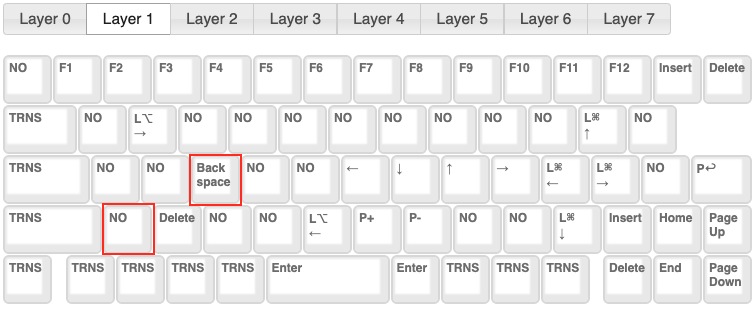 Layer 0 Layer 1 Layer 2 Layer 3 Layer 4 Layer 5 Layer 6 Layer 7
NO F1 F2 F3 F4 F5 F6 F7 F8 F9 F10 F11 F12 Insert Delete
TRNS NO L⌥ NO NO NO NO NO NO NO NO L⌘ NO
→ ↑
TRNS NO NO Back NO NO ← ↓ ↑ → L⌘ L⌘ NO P↩
space ← →
TRNS NO Delete NO NO L⌥ P+ P- NO NO L⌘ Insert Home Page
← ↓ Up
TRNS TRNS TRNS TRNS TRNS Enter Enter TRNS TRNS TRNS Delete End Page
Down